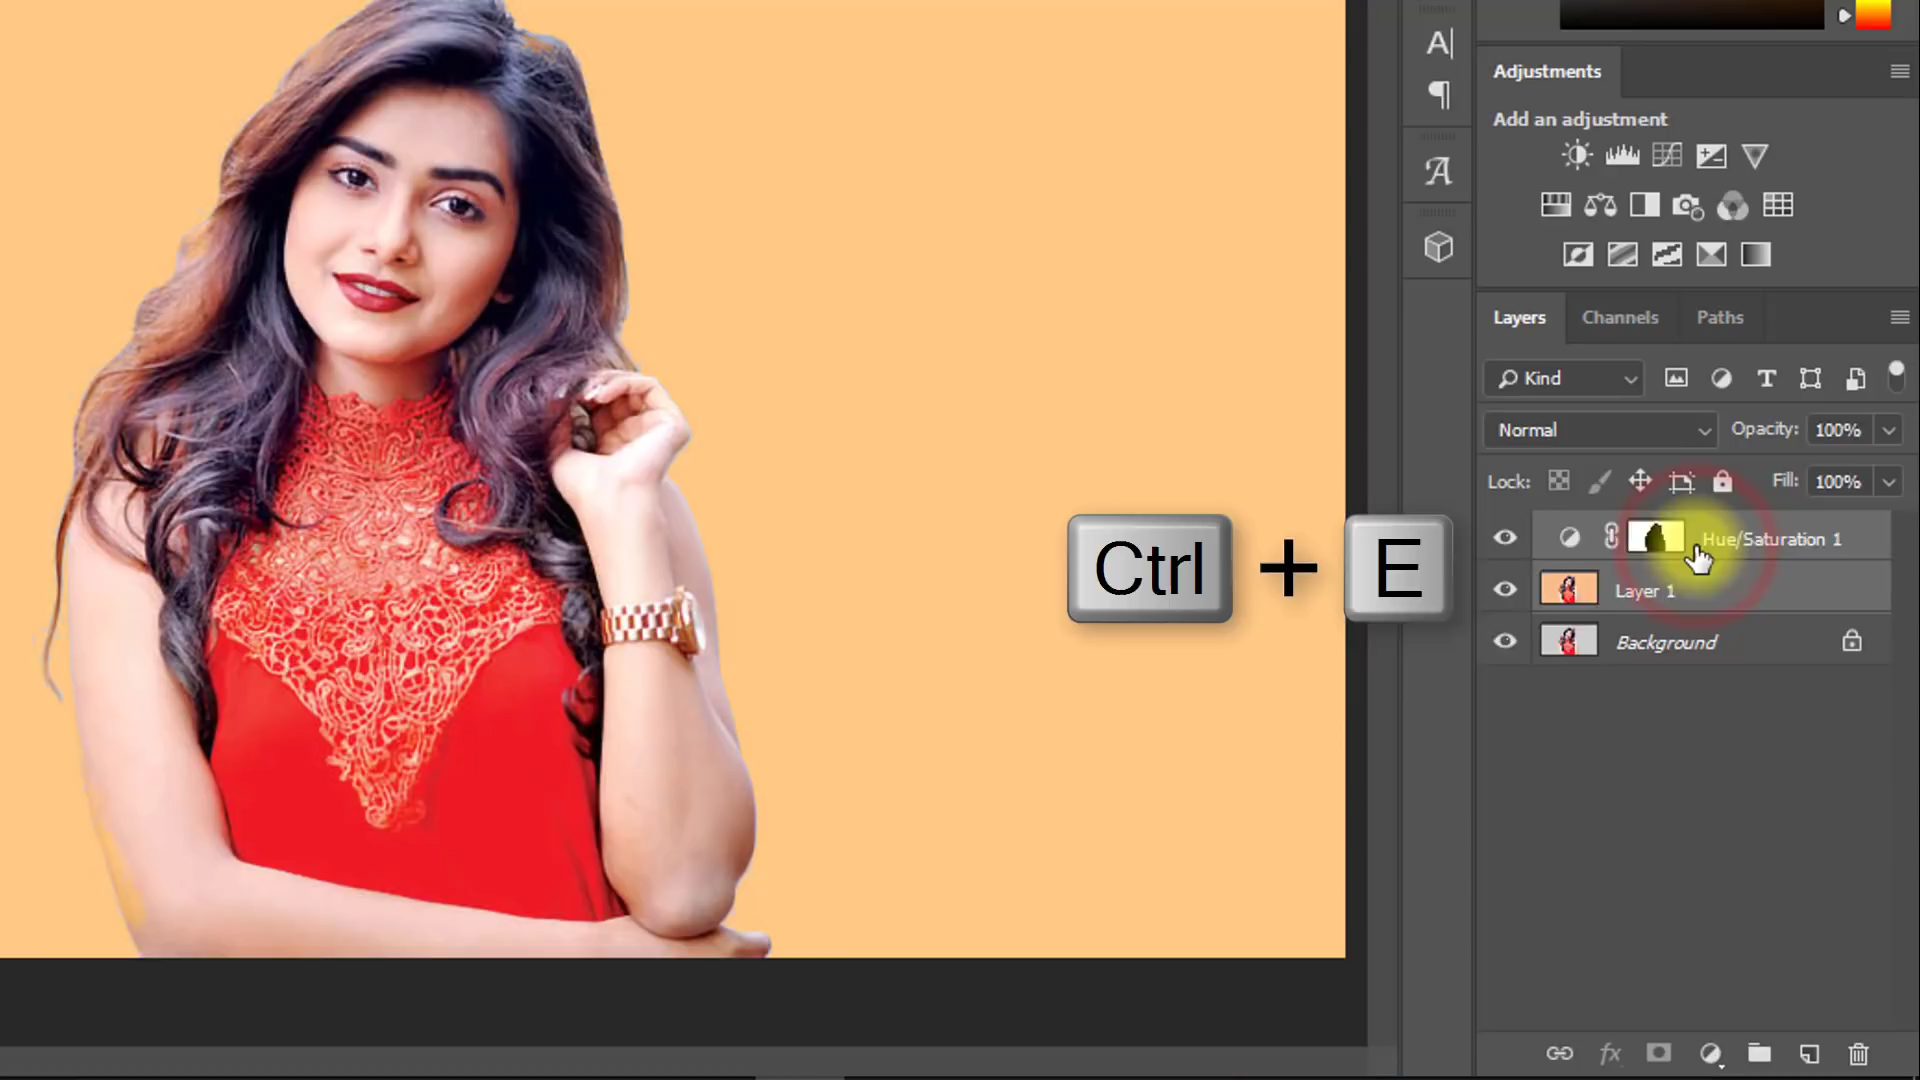 Adjustments
Add an adjustment
Layers Channels Paths
Kind
Normal Opacity: 100%
Lock: Fill: 100%
Hue/Saturation 1
Layer 1
Background
Ctrl + E
fx